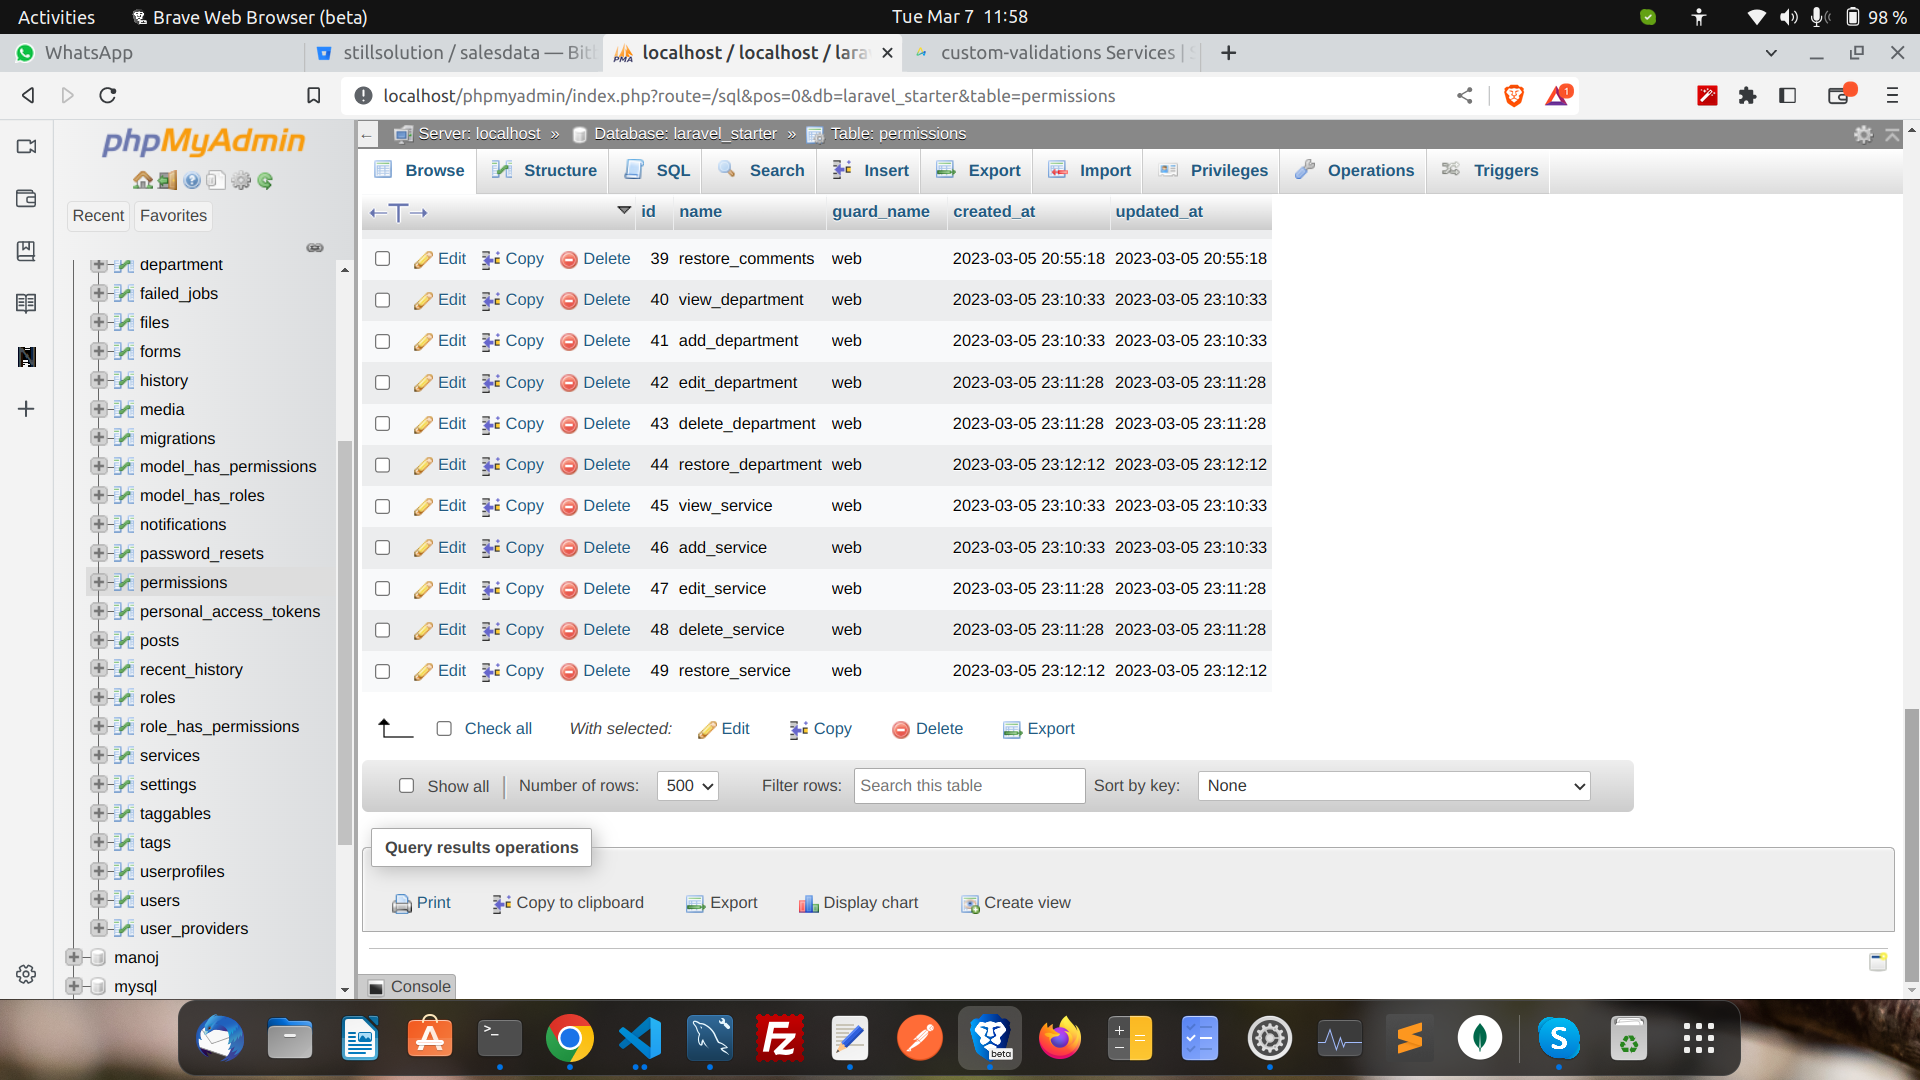 Activities Brave Web Browser (beta) Tue Mar 7 11:58 98 %
WhatsApp stillsolution / salesdata — Bit localhost / localhost / lara custom-validations Services |
localhost/phpmyadmin/index.php?route=/sql&pos=0&db=laravel_starter&table=permissions 1
phpMyAdmin
Recent Favorites
department
failed_jobs
files
forms
history
media
migrations
model_has_permissions
model_has_roles
notifications
password_resets
permissions
personal_access_tokens
posts
recent_history
roles
role_has_permissions
services
settings
taggables
tags
userprofiles
users
user_providers
manoj
mysql
Server: localhost » Database: laravel_starter » Table: permissions
Browse Structure SQL Search Insert Export Import Privileges Operations Triggers
id name guard_name created_at updated_at
Edit Copy Delete 39 restore_comments web 2023-03-05 20:55:18 2023-03-05 20:55:18
Edit Copy Delete 40 view_department web 2023-03-05 23:10:33 2023-03-05 23:10:33
Edit Copy Delete 41 add_department web 2023-03-05 23:10:33 2023-03-05 23:10:33
Edit Copy Delete 42 edit_department web 2023-03-05 23:11:28 2023-03-05 23:11:28
Edit Copy Delete 43 delete_department web 2023-03-05 23:11:28 2023-03-05 23:11:28
Edit Copy Delete 44 restore_department web 2023-03-05 23:12:12 2023-03-05 23:12:12
Edit Copy Delete 45 view_service web 2023-03-05 23:10:33 2023-03-05 23:10:33
Edit Copy Delete 46 add_service web 2023-03-05 23:10:33 2023-03-05 23:10:33
Edit Copy Delete 47 edit_service web 2023-03-05 23:11:28 2023-03-05 23:11:28
Edit Copy Delete 48 delete_service web 2023-03-05 23:11:28 2023-03-05 23:11:28
Edit Copy Delete 49 restore_service web 2023-03-05 23:12:12 2023-03-05 23:12:12
Check all With selected: Edit Copy Delete Export
Show all Number of rows: 500 Filter rows: Search this table Sort by key: None
Query results operations
Print Copy to clipboard Export Display chart Create view
Console
beta